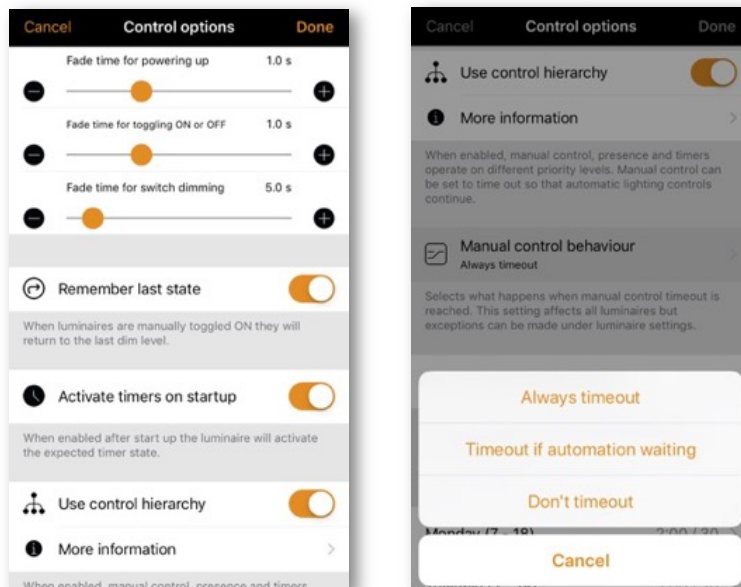 Cancel Control options Done
Fade time for powering up 1.0 s
Fade time for toggling ON or OFF 1.0 s
Fade time for switch dimming 5.0 s
Remember last state
When luminaires are manually toggled ON they will
return to the last dim level.
Activate timers on startup
When enabled after start up the luminaire will activate
the expected timer state.
Use control hierarchy
More information
When enabled, manual control, presence and timers
Cancel Control options Done
Use control hierarchy
More information
When enabled, manual control, presence and timers
operate on different priority levels. Manual control can
be set to time out so that automatic lighting controls
continue.
Manual control behaviour
Always timeout
Selects what happens when manual control timeout is
reached. This setting affects all luminaires but
exceptions can be made under luminaire settings.
Always timeout
Timeout if automation waiting
Don't timeout
Monday (7 - 18) 2:00 / 30
Cancel